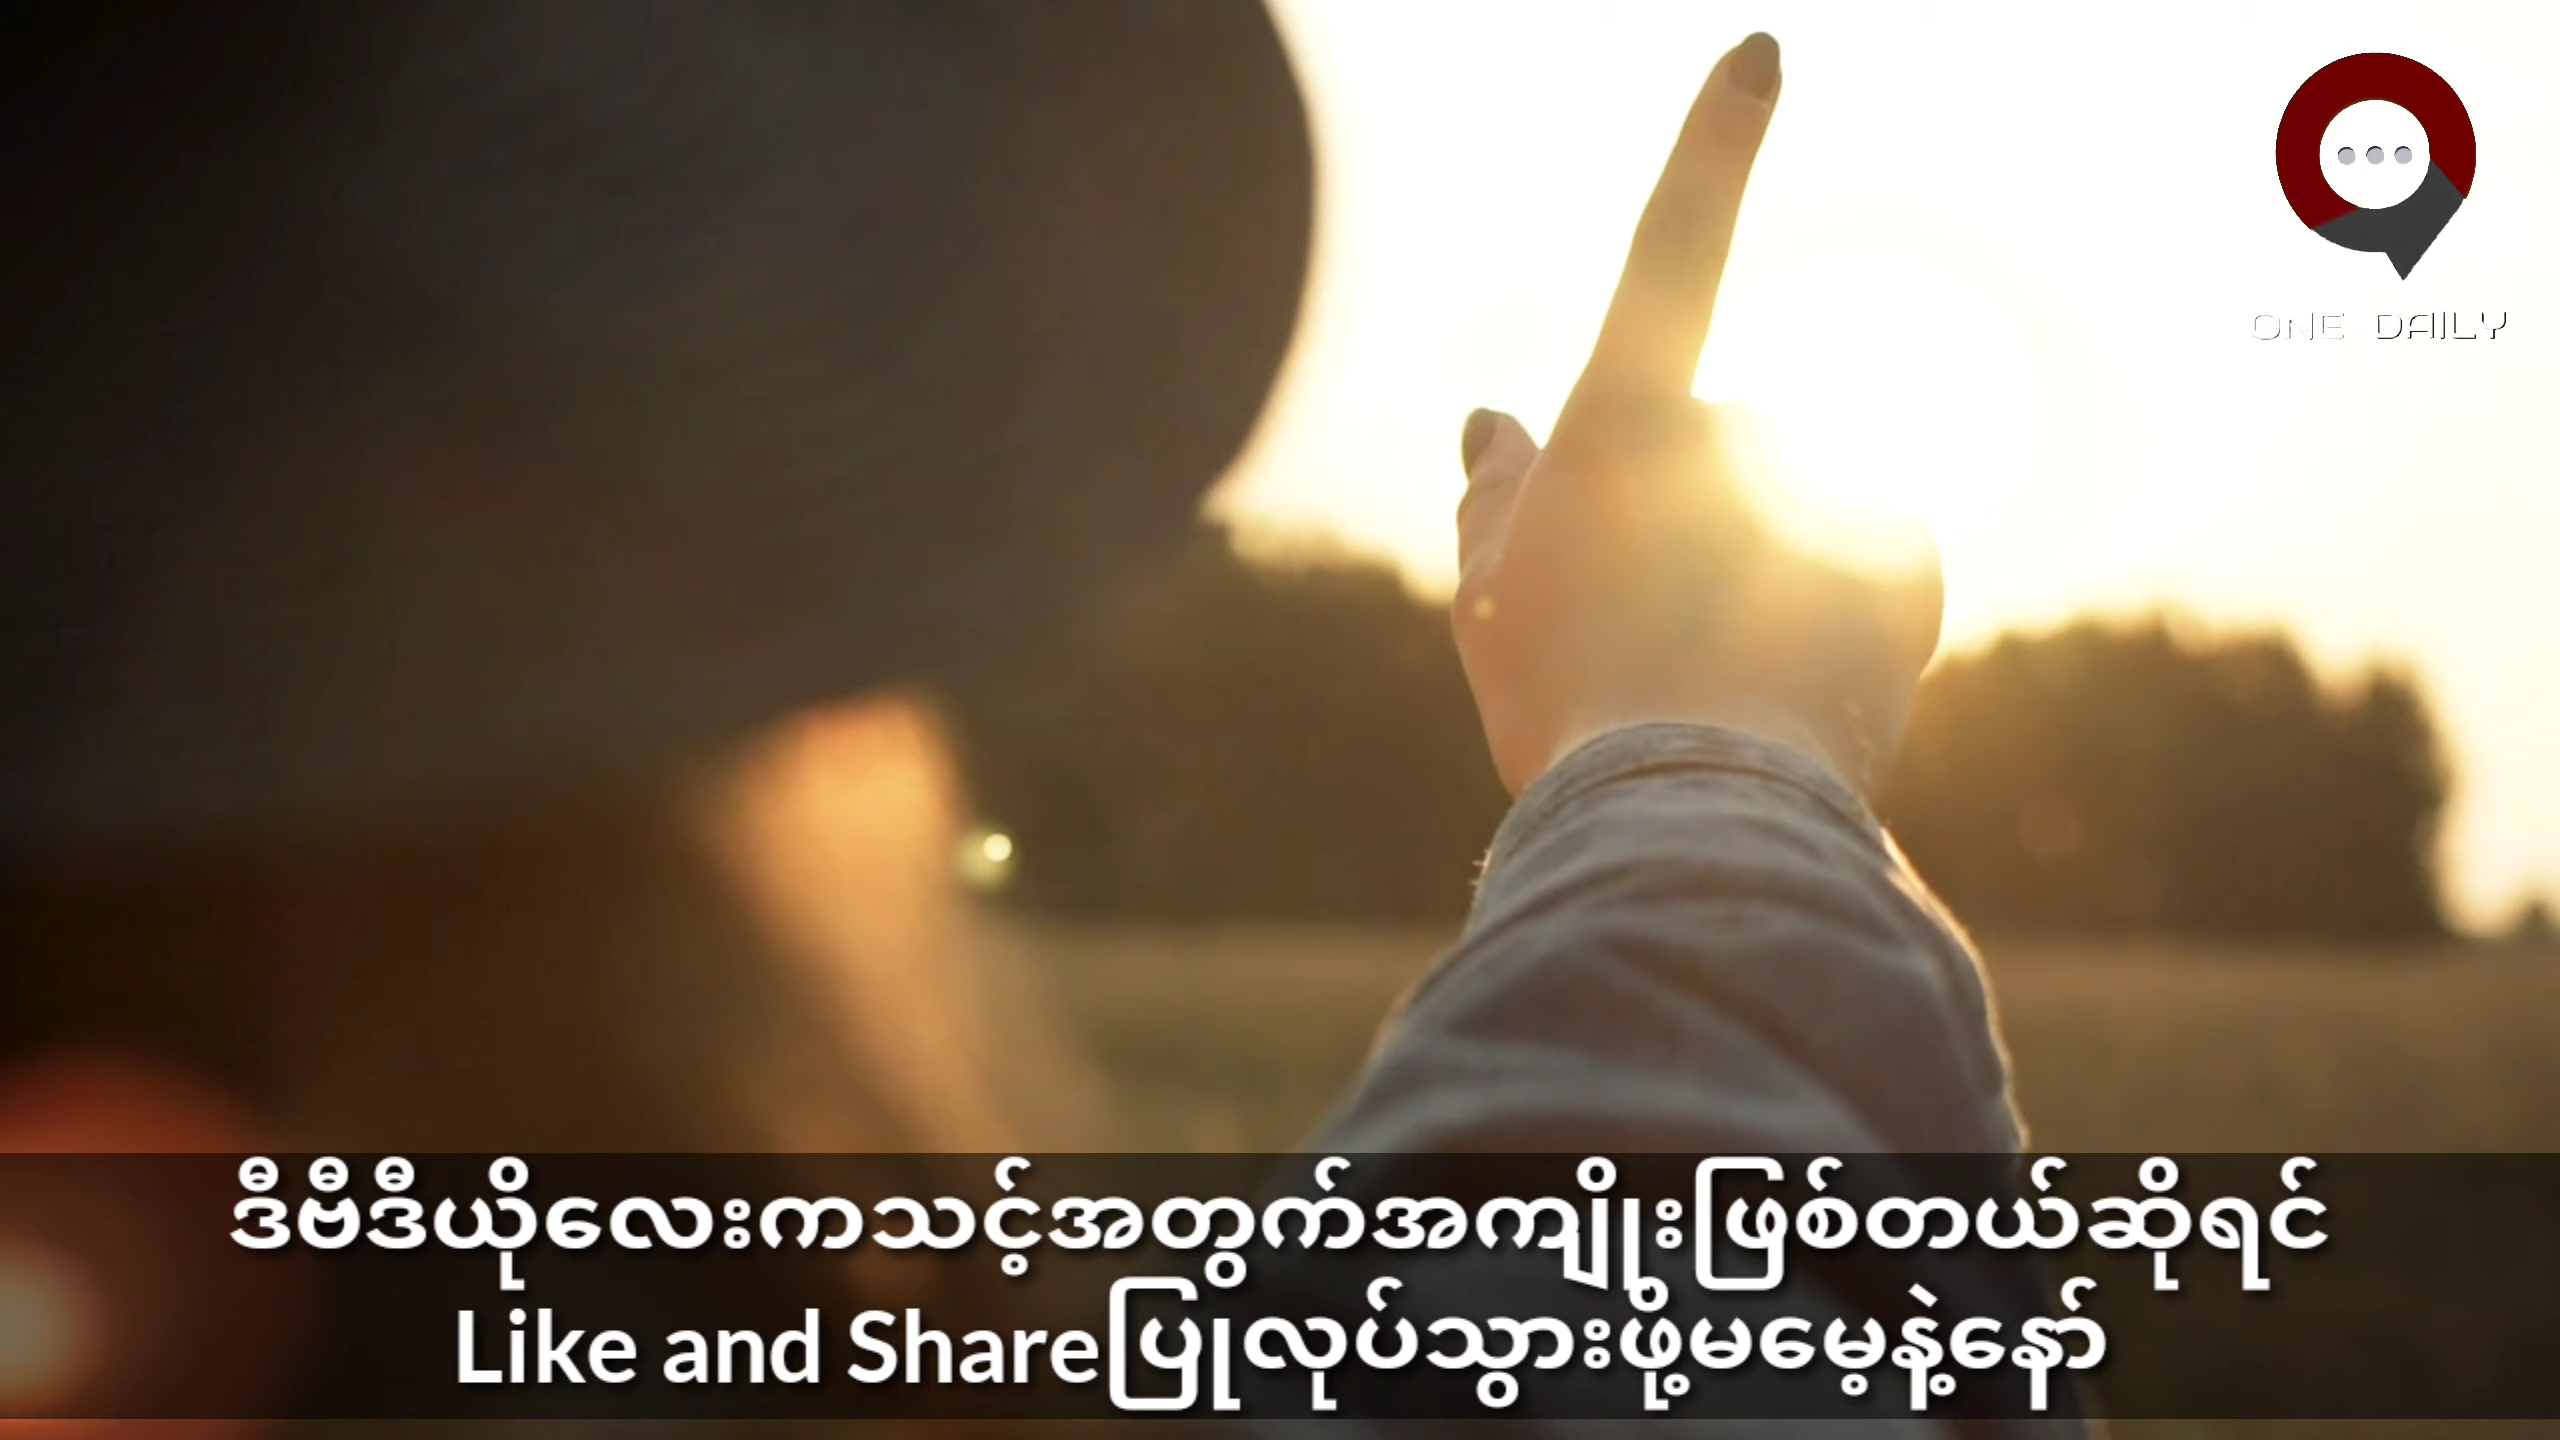 ONE DAILY
ဒီဗီဒီယိုလေးကသင့်အတွက်အကျိုးဖြစ်တယ်ဆိုရင်
Like and Shareပြုလုပ်သွားဖို့မမေ့နဲ့နော်